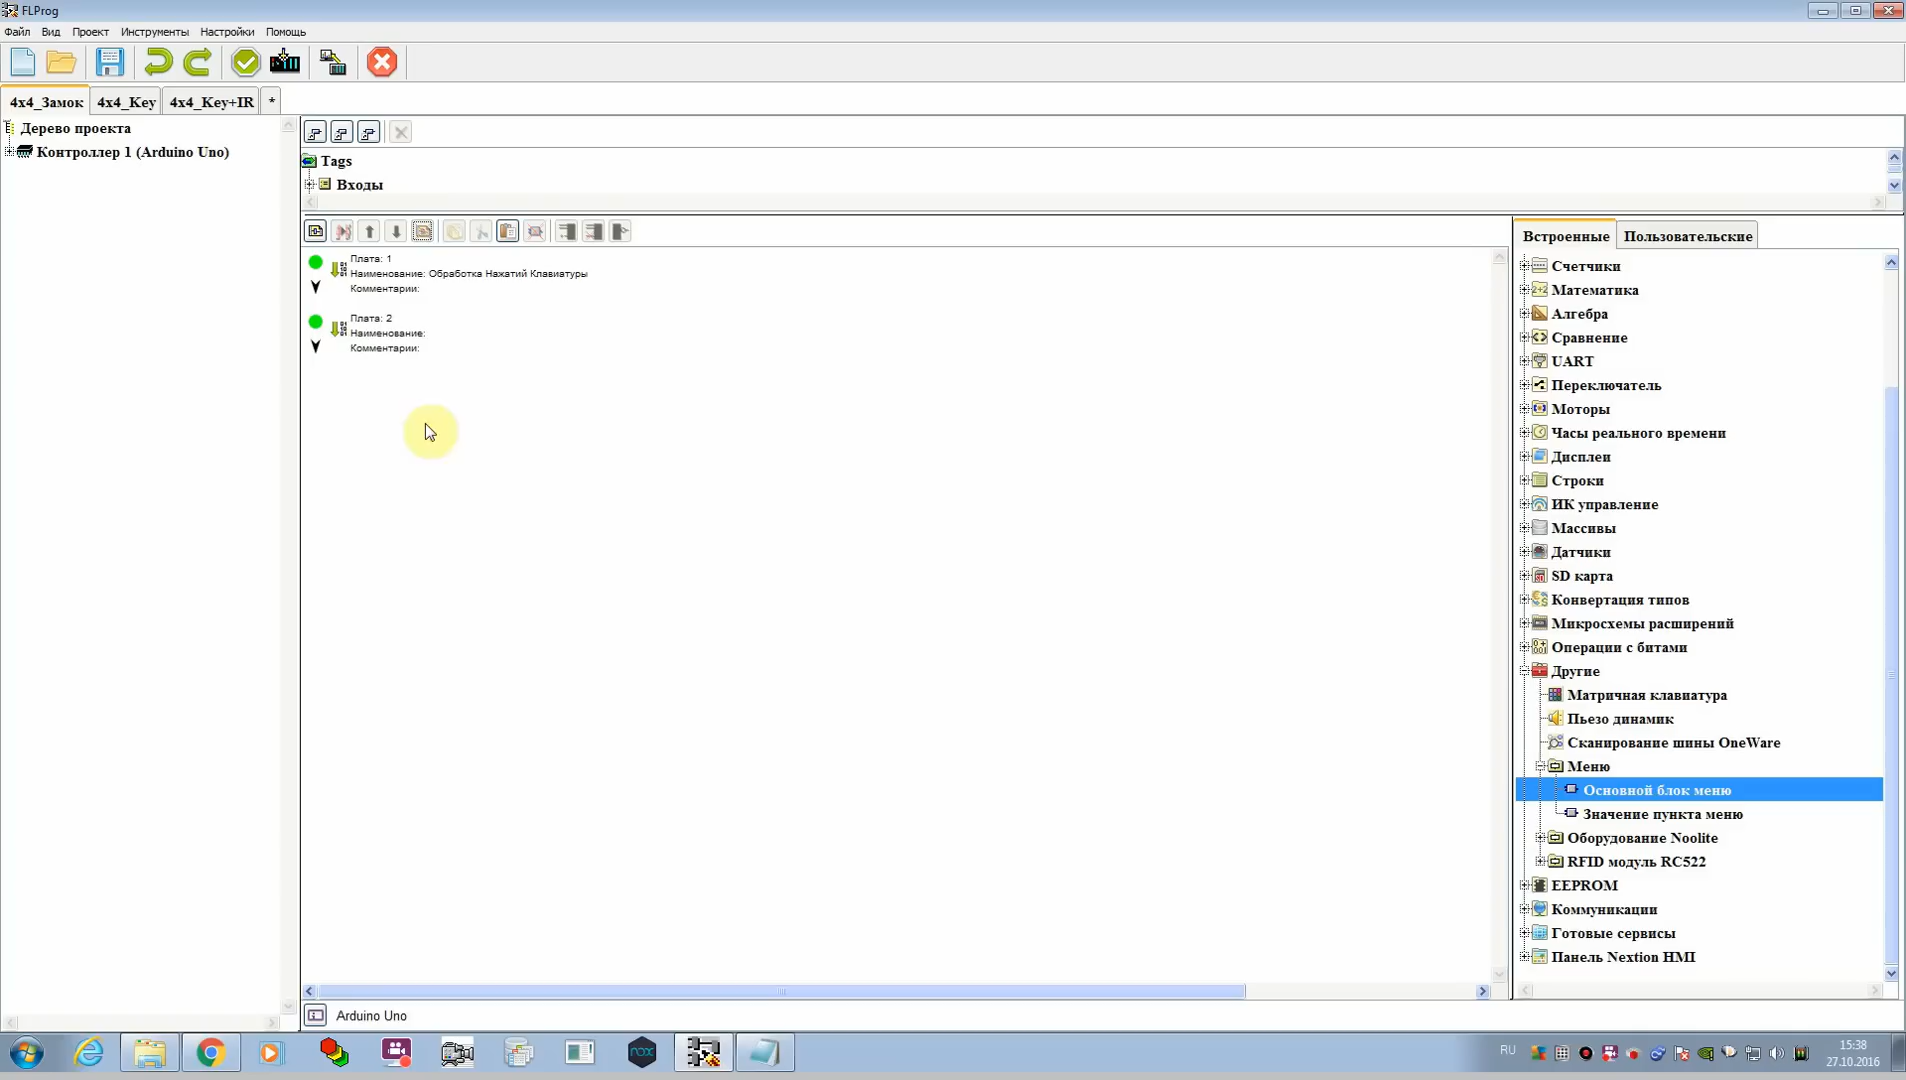 FLProg
Файл Вид Проект Инструменты Настройки Помощь
4x4_Замок 4x4_Key 4x4_Key+IR *
Дерево проекта
Контроллер 1 (Arduino Uno)
Tags
Входы
Плата: 1
Наименование: Обработка Нажатий Клавиатуры
Комментарии:
Плата: 2
Наименование:
Комментарии:
Встроенные Пользовательские
Счетчики
Математика
Алгебра
Сравнение
UART
Переключатель
Моторы
Часы реального времени
Дисплеи
Строки
ИК управление
Массивы
Датчики
SD карта
Конвертация типов
Микросхемы расширений
Операции с битами
Другие
Матричная клавиатура
Пьезо динамик
Сканирование шины OneWare
Меню
Основной блок меню
Значение пункта меню
Оборудование Noolite
RFID модуль RC522
EEPROM
Коммуникации
Готовые сервисы
Панель Nextion HMI
Arduino Uno
nox
RU
15:38
27.10.2016